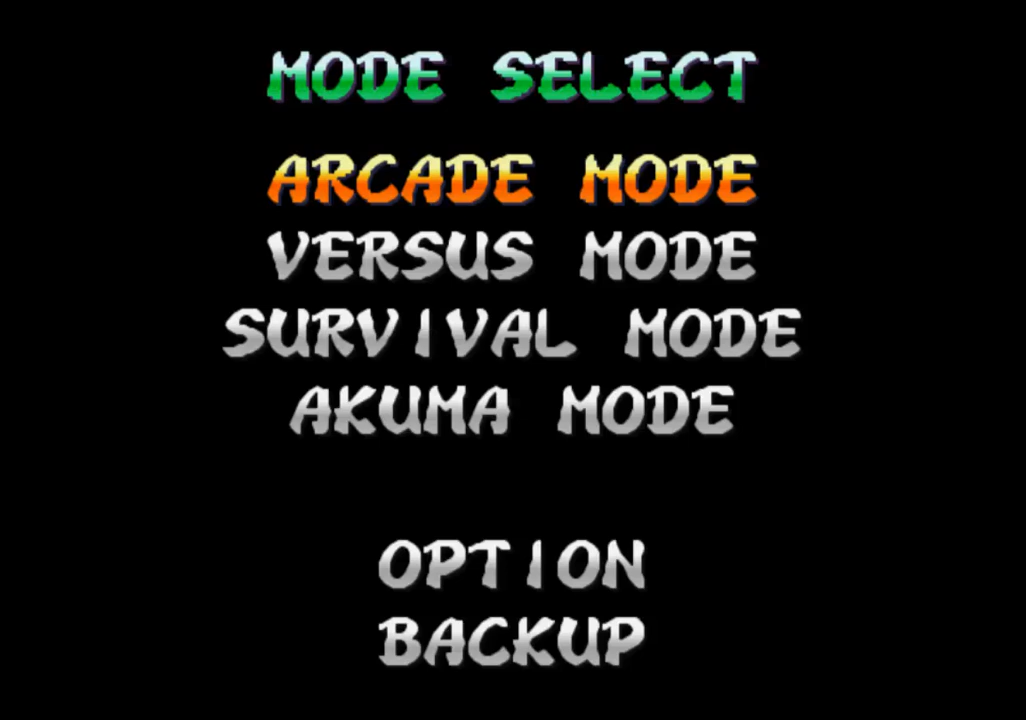 MODE SELECT
ARCADE MODE
VERSUS MODE
SURVIVAL MODE
AKUMA MODE
OPTION
BACKUP